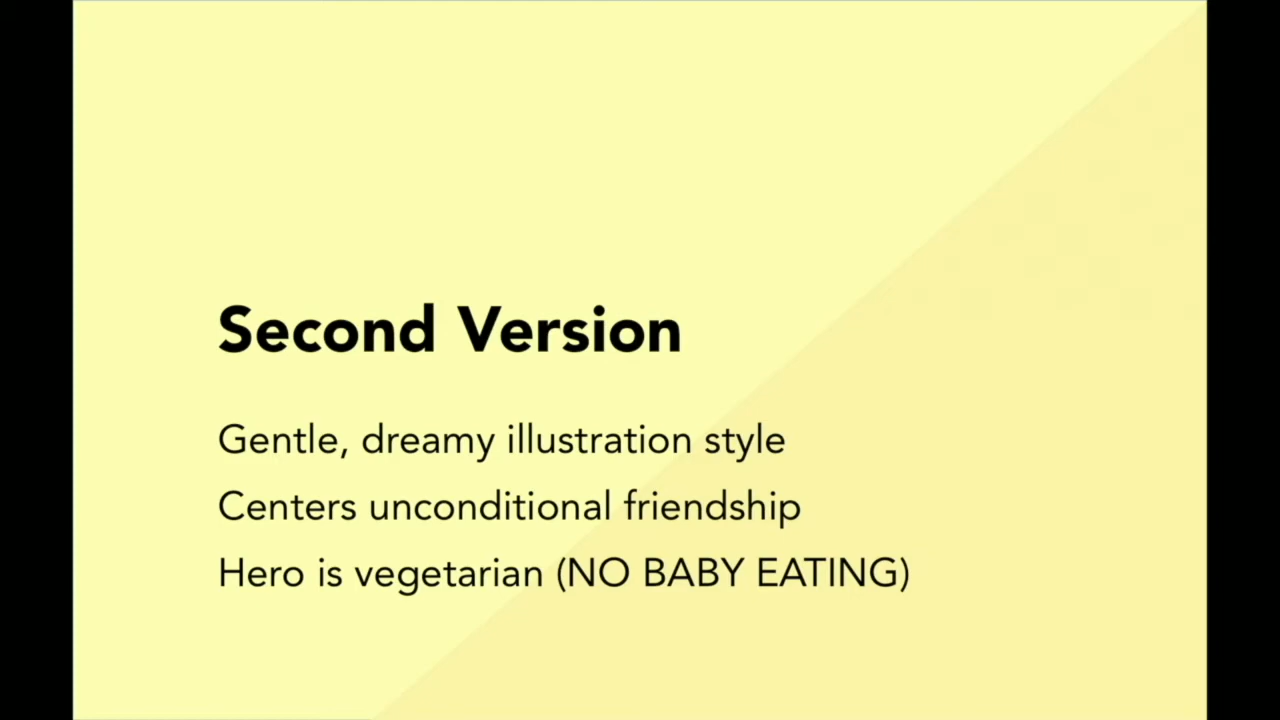 Second Version
Gentle, dreamy illustration style
Centers unconditional friendship
Hero is vegetarian (NO BABY EATING)